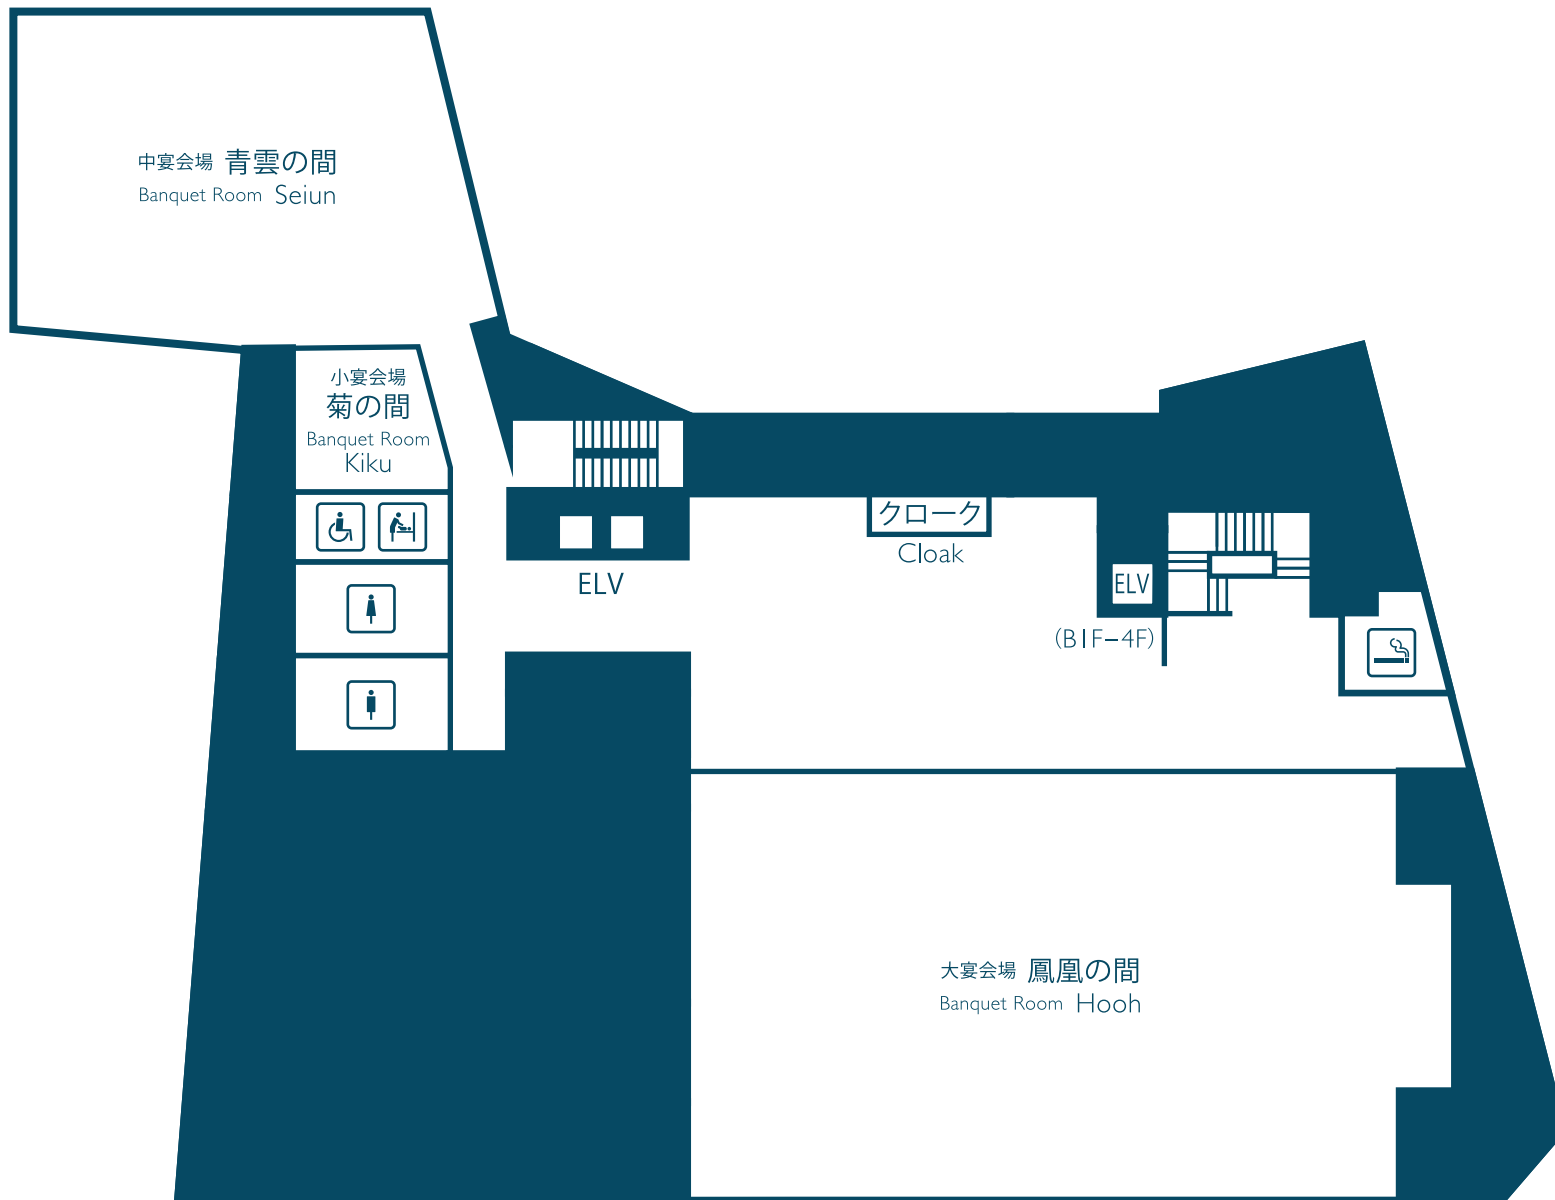 中宴会場 青雲の間
Banquet Room Seiun
小宴会場
菊の間
Banquet Room
Kiku
クローク
Cloak
ELV
ELV
(B1F–4F)
大宴会場 鳳凰の間
Banquet Room Hooh